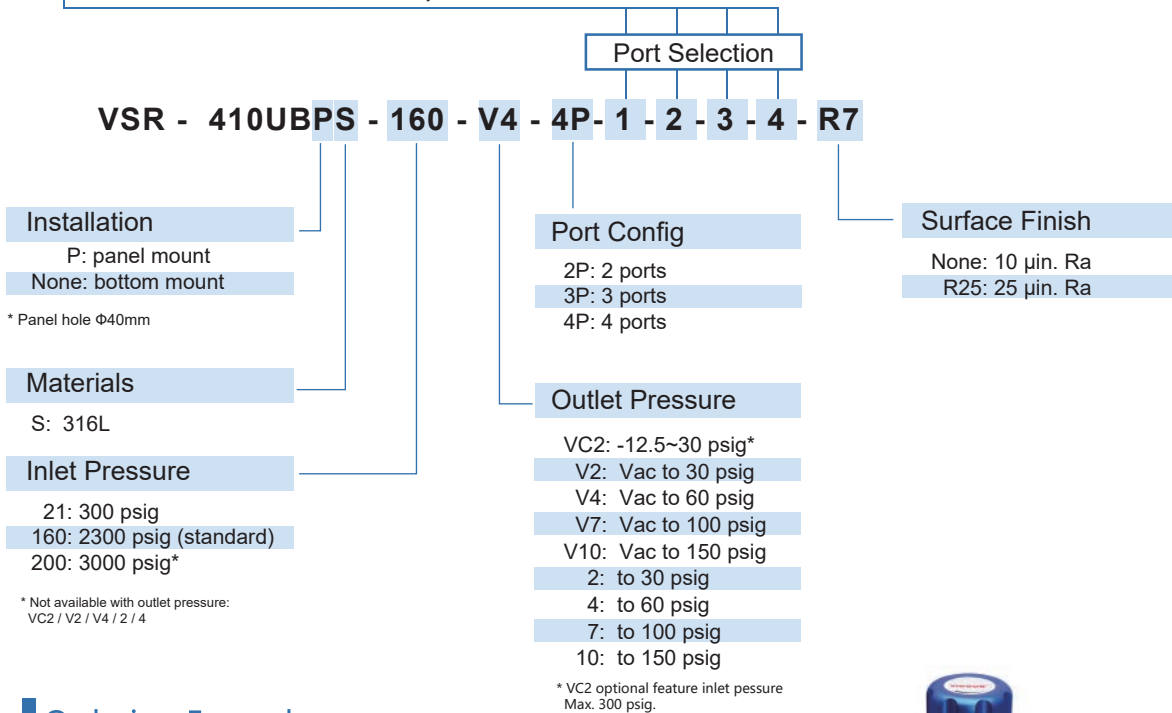 Port Selection
VSR - 410UBPS - 160 - V4 - 4P- 1 - 2 - 3 - 4 - R7
Installation
P: panel mount
None: bottom mount
* Panel hole Φ40mm
Materials
S: 316L
Inlet Pressure
21: 300 psig
160: 2300 psig (standard)
200: 3000 psig*
* Not available with outlet pressure:
VC2 / V2 / V4 / 2 / 4
Port Config
2P: 2 ports
3P: 3 ports
4P: 4 ports
Outlet Pressure
VC2: -12.5~30 psig*
V2: Vac to 30 psig
V4: Vac to 60 psig
V7: Vac to 100 psig
V10: Vac to 150 psig
2: to 30 psig
4: to 60 psig
7: to 100 psig
10: to 150 psig
* VC2 optional feature inlet pessure
Max. 300 psig.
Surface Finish
None: 10 µin. Ra
R25: 25 µin. Ra